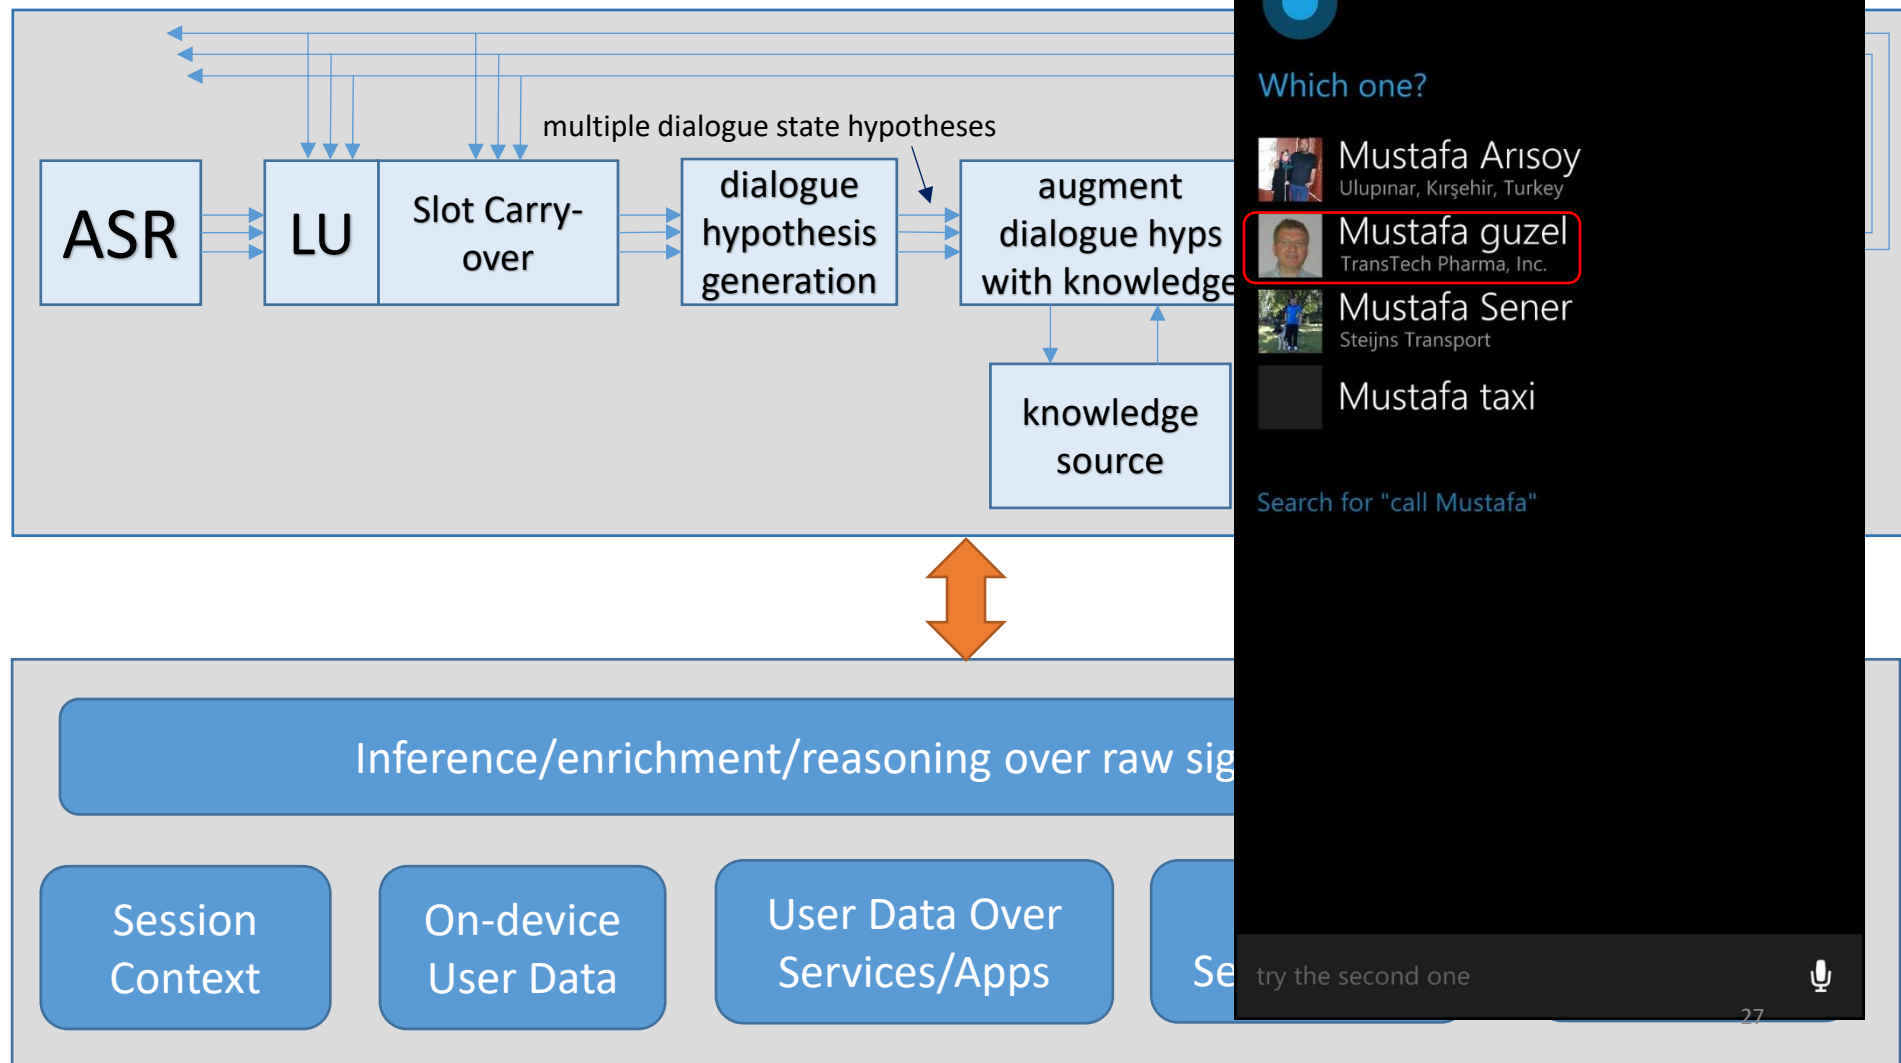 multiple dialogue state hypotheses
ASR
LU
Slot Carry-
over
dialogue
hypothesis
generation
augment
dialogue hyps
with knowledge
knowledge
source
Which one?
Mustafa Arısoy
Ulupınar, Kırşehir, Turkey
Mustafa guzel
TransTech Pharma, Inc.
Mustafa Sener
Steijns Transport
Mustafa taxi
Search for "call Mustafa"
Inference/enrichment/reasoning over raw sig
Session
Context
On-device
User Data
User Data Over
Services/Apps
Se
try the second one
27